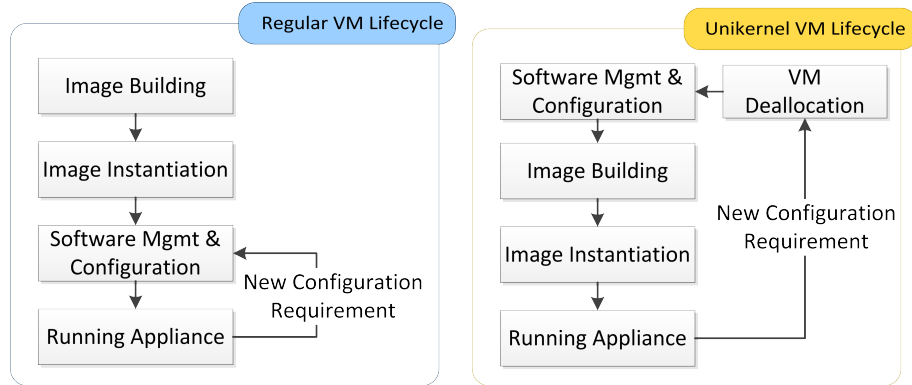 Regular VM Lifecycle
Image Building
Image Instantiation
Software Mgmt &
Configuration
New Configuration
Requirement
Running Appliance
Unikernel VM Lifecycle
Software Mgmt &
Configuration
VM
Deallocation
Image Building
New Configuration
Requirement
Image Instantiation
Running Appliance